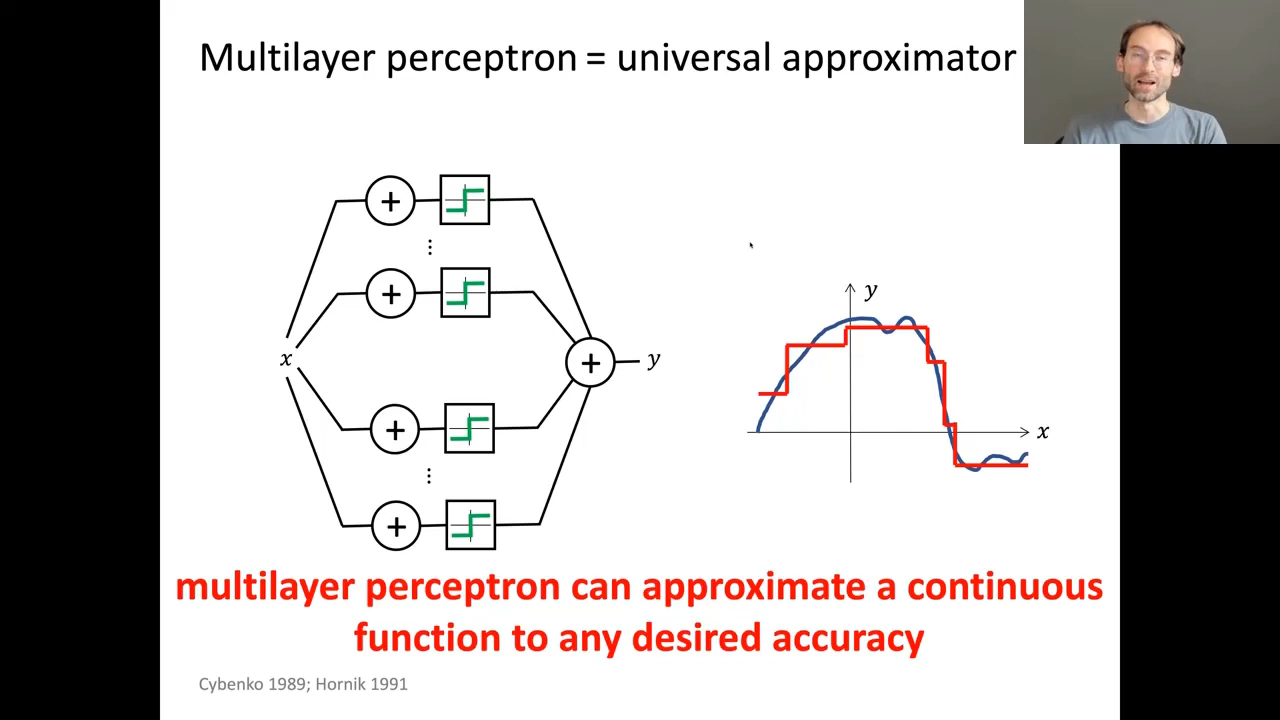 Multilayer perceptron = universal approximator
+
⋮
+
x
+
y
+
⋮
+
y
x
multilayer perceptron can approximate a continuous
function to any desired accuracy
Cybenko 1989; Hornik 1991